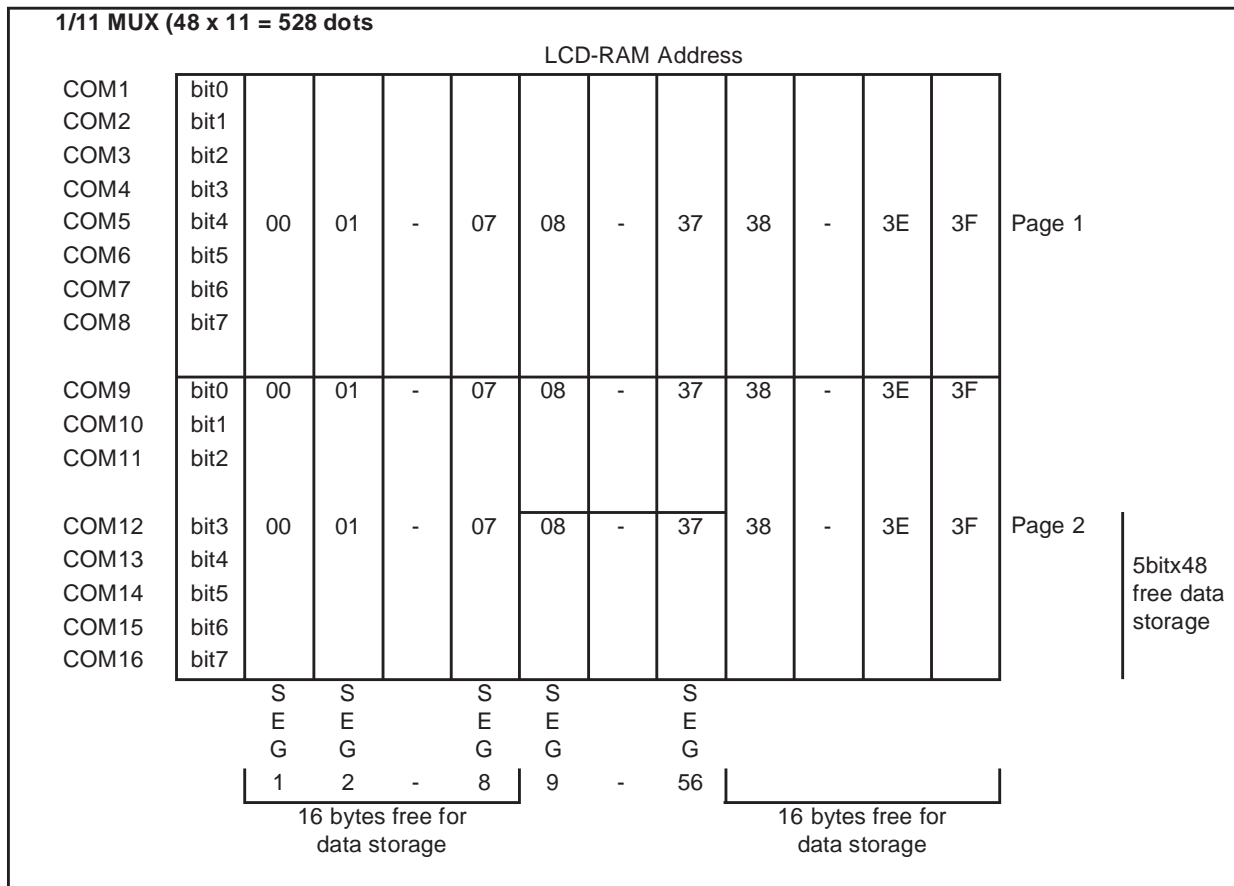 1/11 MUX (48 x 11 = 528 dots
LCD-RAM Address
COM1 bit0
COM2 bit1
COM3 bit2
COM4 bit3
COM5 bit4 00 01 - 07 08 - 37 38 - 3E 3F Page 1
COM6 bit5
COM7 bit6
COM8 bit7
COM9 bit0 00 01 - 07 08 - 37 38 - 3E 3F
COM10 bit1
COM11 bit2
COM12 bit3 00 01 - 07 08 - 37 38 - 3E 3F Page 2
COM13 bit4
COM14 bit5
COM15 bit6
COM16 bit7
5bitx48
free data
storage
S S S S S
E E E E E
G G G G G
1 2 - 8 9 - 56
16 bytes free for
data storage
16 bytes free for
data storage